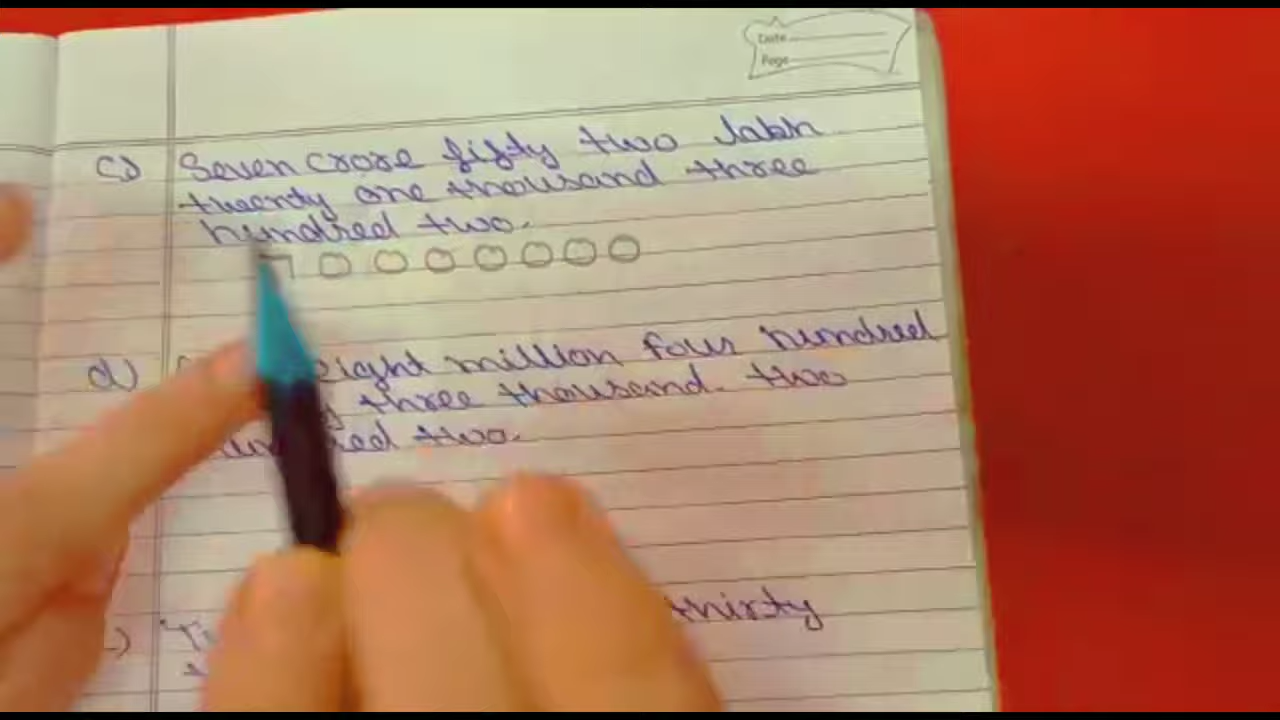 Date
Page
c) Seven crore fifty two lakh
twenty one thousand three
hundred two.
7 0 0 0 0 0 0 0
d) eight million four hundred
three thousand two
two.
thirty